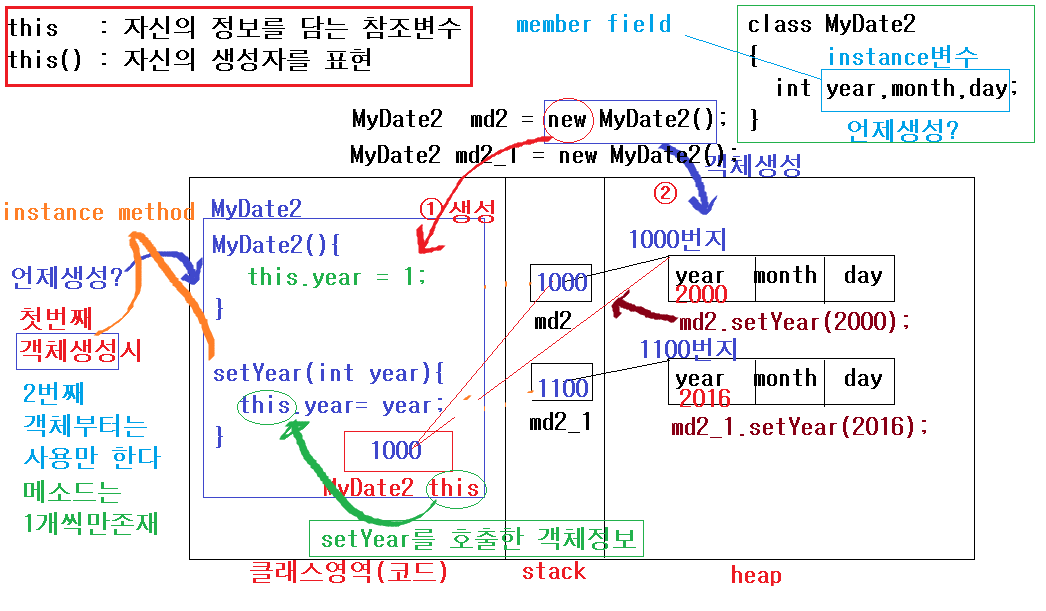 this : 자신의 정보를 담는 참조변수
this() : 자신의 생성자를 표현
member field
class MyDate2
{
instance변수
int year,month,day;
}
언제생성?
MyDate2 md2 = new MyDate2();
MyDate2 md2_1 = new MyDate2();
객체생성
instance method
MyDate2
① 생성
②
MyDate2(){
this.year = 1;
}
언제생성?
첫번째
객체생성시
2번째
객체부터는
사용만 한다
메소드는
1개씩만존재
setYear(int year){
this.year= year;
}
1000
MyDate2 this
setYear를 호출한 객체정보
1000
md2
1100
md2_1
1000번지
year month day
2000
md2.setYear(2000);
1100번지
year month day
2016
md2_1.setYear(2016);
클래스영역(코드)
stack
heap